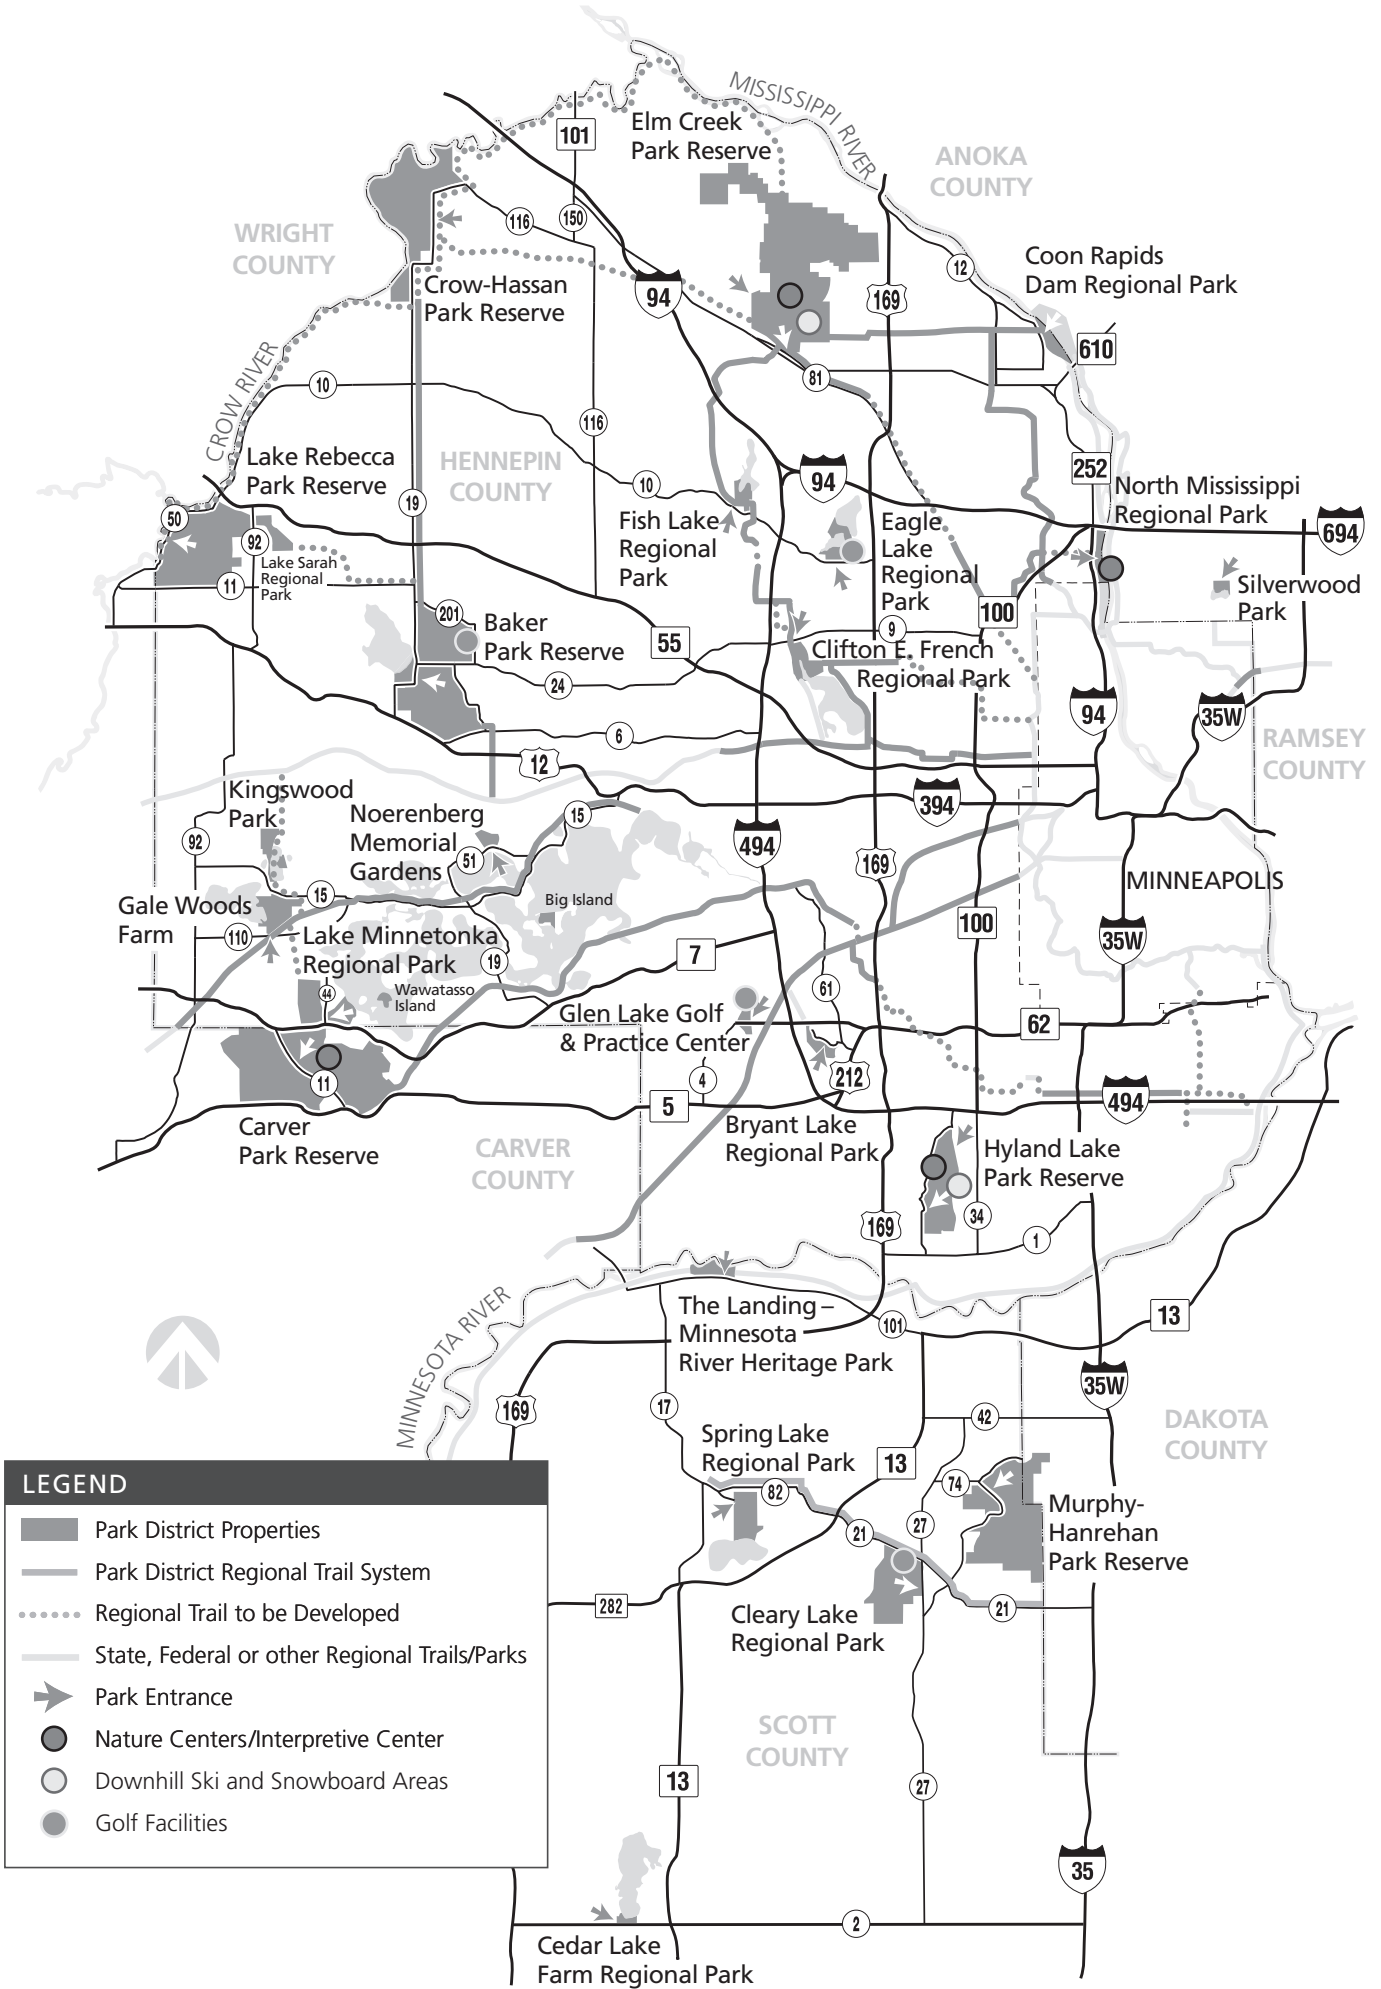 MISSISSIPPI RIVER
101
Elm Creek
Park Reserve
ANOKA
COUNTY
WRIGHT
COUNTY
116
150
12
Coon Rapids
Dam Regional Park
Crow-Hassan
Park Reserve
94
169
610
CROW RIVER
10
81
116
Lake Rebecca
Park Reserve
HENNEPIN
COUNTY
10
94
252
North Mississippi
Regional Park
50
19
Fish Lake
Regional
Park
Eagle
Lake
Regional
Park
694
92
Lake Sarah
Regional
Park
11
Silverwood
Park
201
Baker
Park Reserve
55
100
9
Clifton E. French
Regional Park
24
94
35W
6
12
RAMSEY
COUNTY
Kingswood
Park
Noerenberg
Memorial
Gardens
15
394
92
51
494
169
15
Big Island
MINNEAPOLIS
Gale Woods
Farm
110
Lake Minnetonka
Regional Park
19
7
100
35W
44
Wawatasso
Island
61
Glen Lake Golf
& Practice Center
62
11
4
212
5
494
Carver
Park Reserve
CARVER
COUNTY
Bryant Lake
Regional Park
Hyland Lake
Park Reserve
169
34
1
MINNESOTA RIVER
The Landing –
Minnesota
River Heritage Park
101
13
169
17
35W
42
DAKOTA
COUNTY
Spring Lake
Regional Park
13
82
74
21
27
Murphy-
Hanrehan
Park Reserve
282
Cleary Lake
Regional Park
21
SCOTT
COUNTY
13
27
35
2
Cedar Lake
Farm Regional Park
LEGEND
Park District Properties
Park District Regional Trail System
Regional Trail to be Developed
State, Federal or other Regional Trails/Parks
Park Entrance
Nature Centers/Interpretive Center
Downhill Ski and Snowboard Areas
Golf Facilities